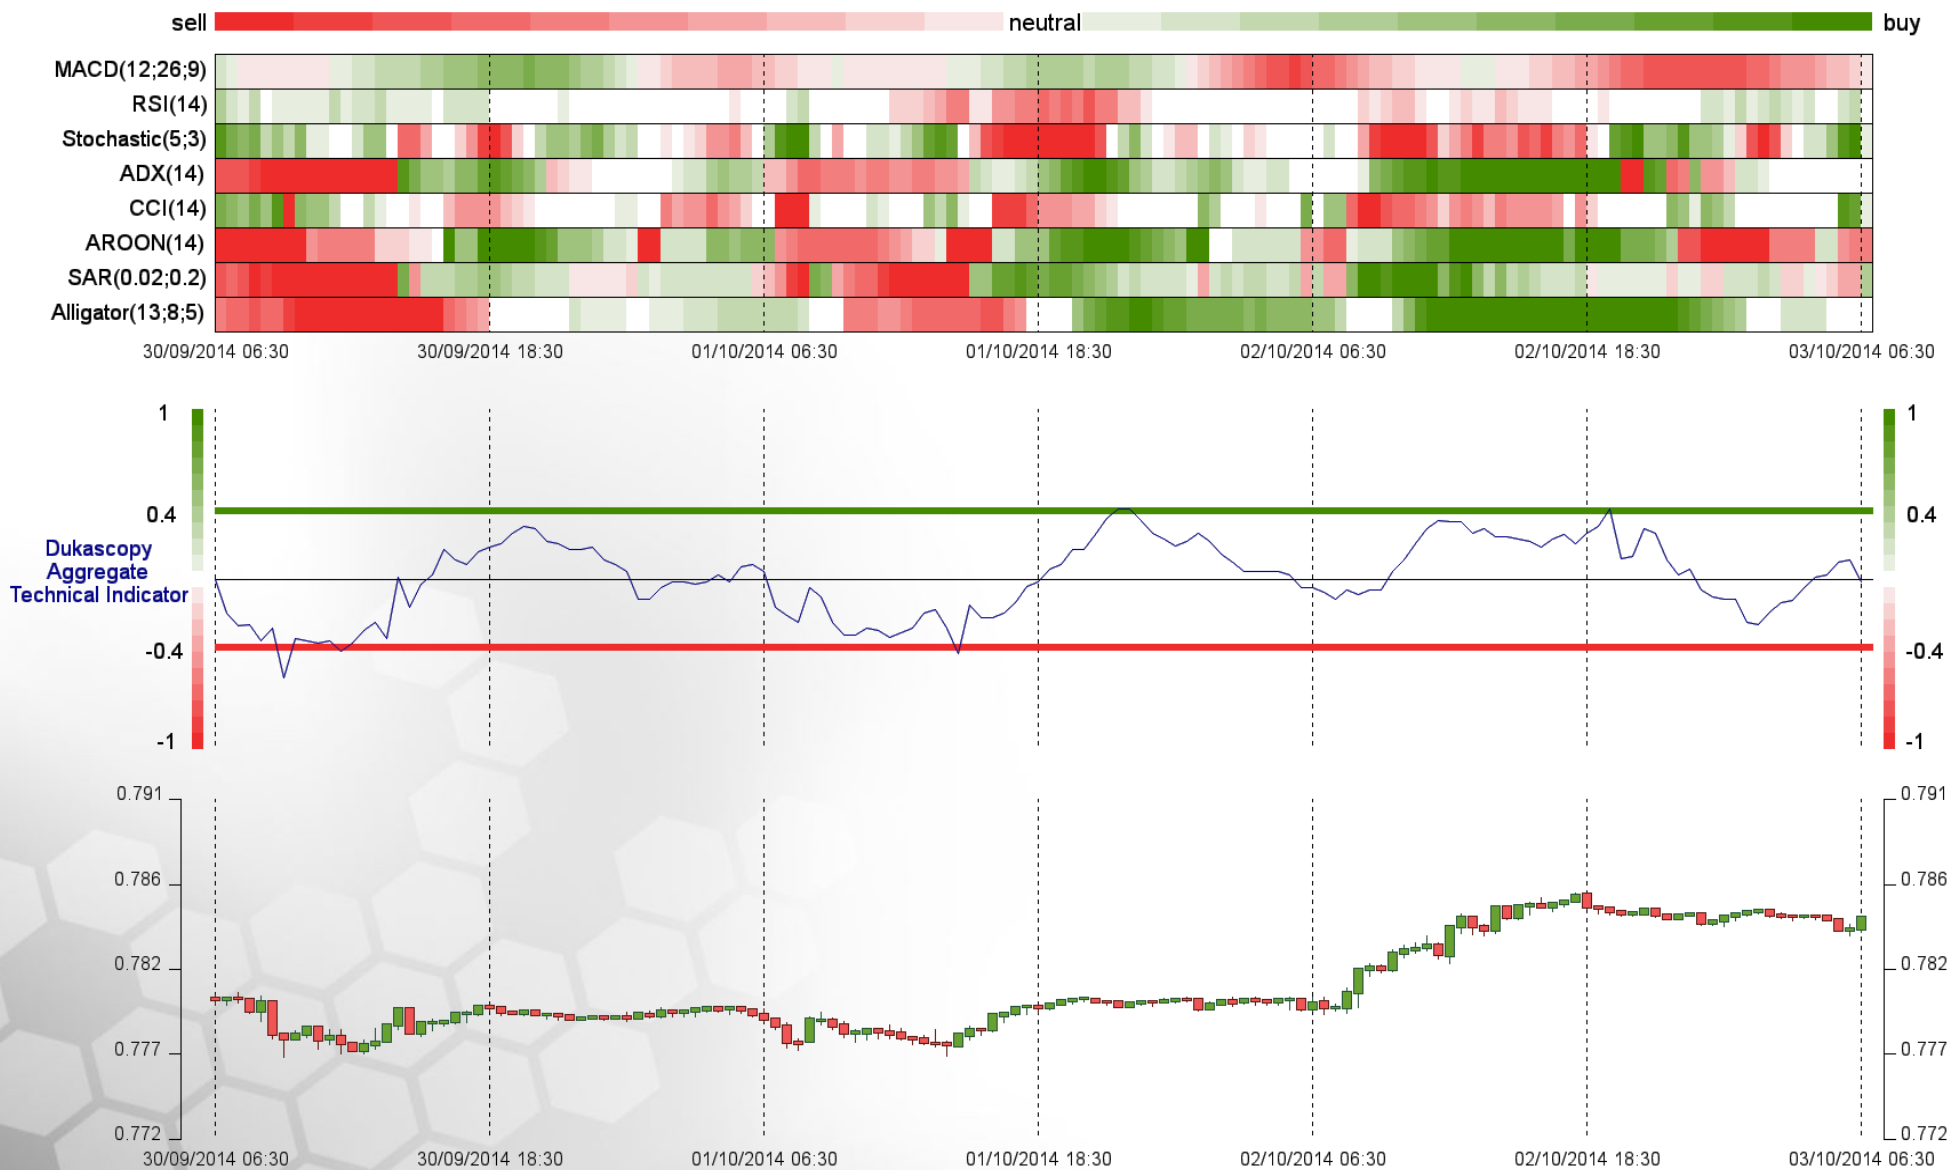 sell neutral buy
MACD(12;26;9)
RSI(14)
Stochastic(5;3)
ADX(14)
CCI(14)
AROON(14)
SAR(0.02;0.2)
Alligator(13;8;5)
30/09/2014 06:30 30/09/2014 18:30 01/10/2014 06:30 01/10/2014 18:30 02/10/2014 06:30 02/10/2014 18:30 03/10/2014 06:30
1 1
0.4 0.4
Dukascopy
Aggregate
Technical Indicator
-0.4 -0.4
-1 -1
0.791 0.791
0.786 0.786
0.782 0.782
0.777 0.777
0.772 0.772
30/09/2014 06:30 30/09/2014 18:30 01/10/2014 06:30 01/10/2014 18:30 02/10/2014 06:30 02/10/2014 18:30 03/10/2014 06:30